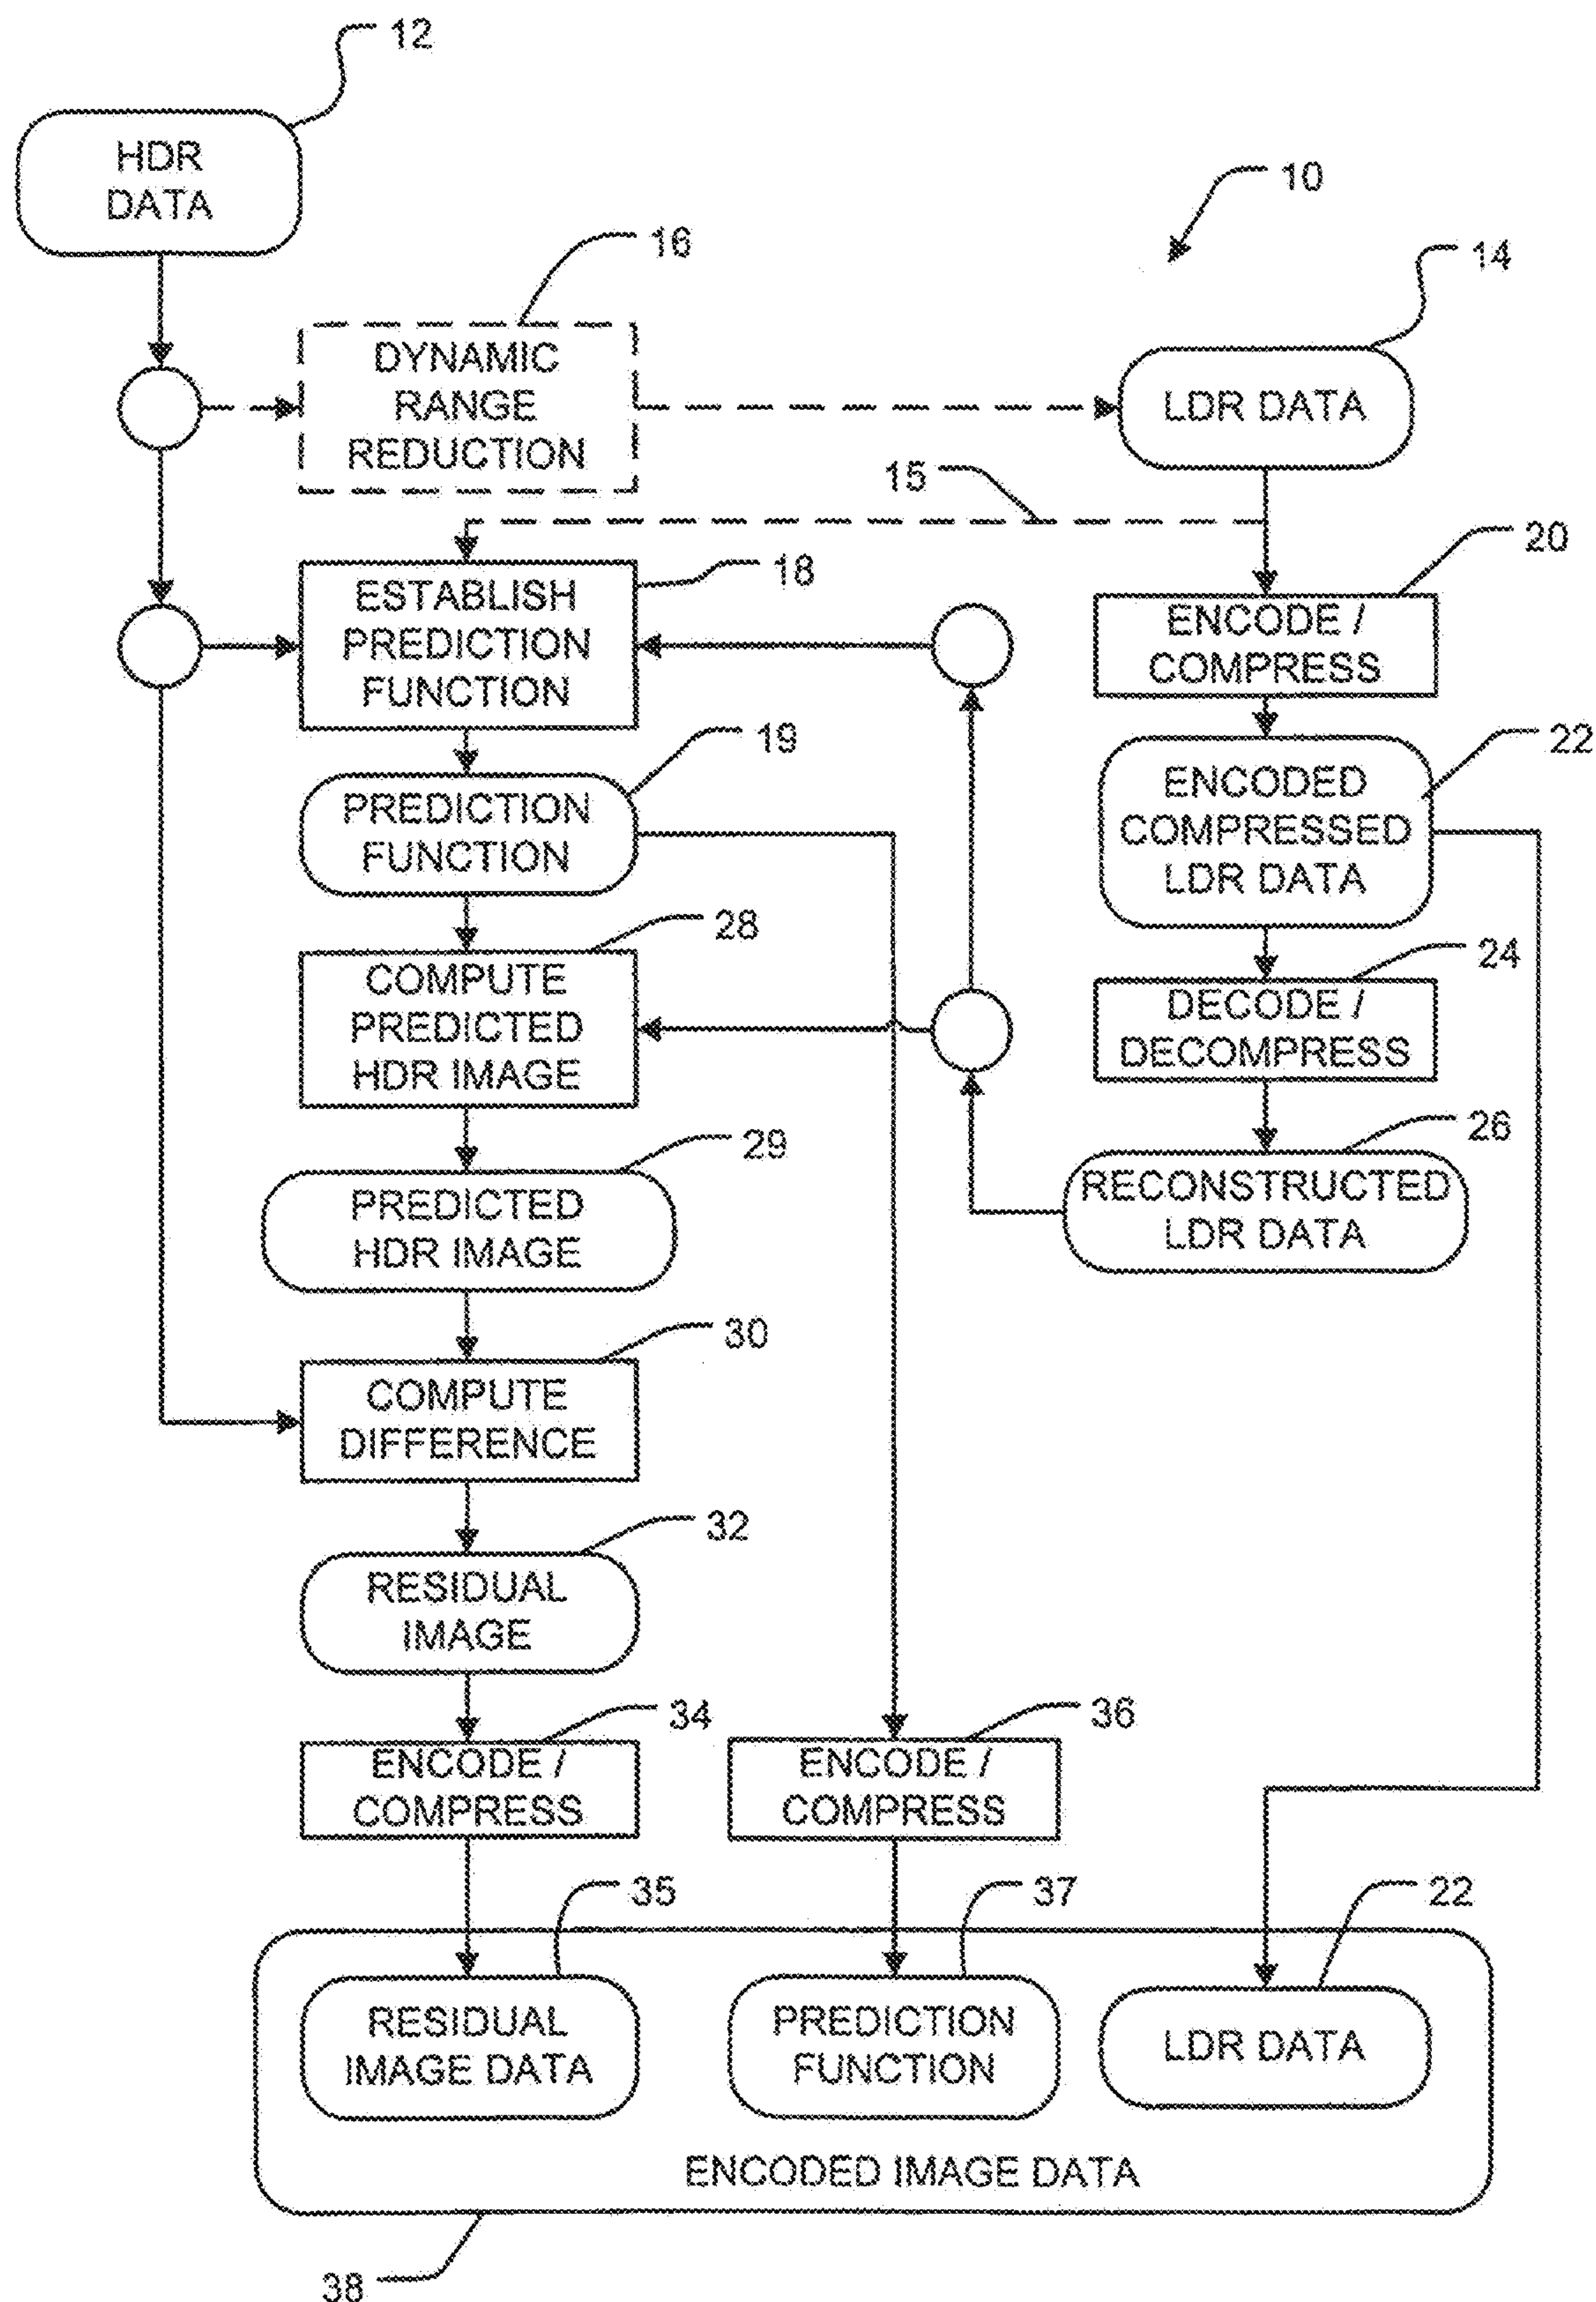 12
HDR
DATA
10
16
14
DYNAMIC
RANGE
REDUCTION
LDR DATA
15
20
18
ESTABLISH
PREDICTION
FUNCTION
ENCODE /
COMPRESS
19
22
PREDICTION
FUNCTION
ENCODED
COMPRESSED
LDR DATA
28
24
COMPUTE
PREDICTED
HDR IMAGE
DECODE /
DECOMPRESS
29
26
PREDICTED
HDR IMAGE
RECONSTRUCTED
LDR DATA
30
COMPUTE
DIFFERENCE
32
RESIDUAL
IMAGE
34
36
ENCODE /
COMPRESS
ENCODE /
COMPRESS
35
37
22
RESIDUAL
IMAGE DATA
PREDICTION
FUNCTION
LDR DATA
ENCODED IMAGE DATA
38